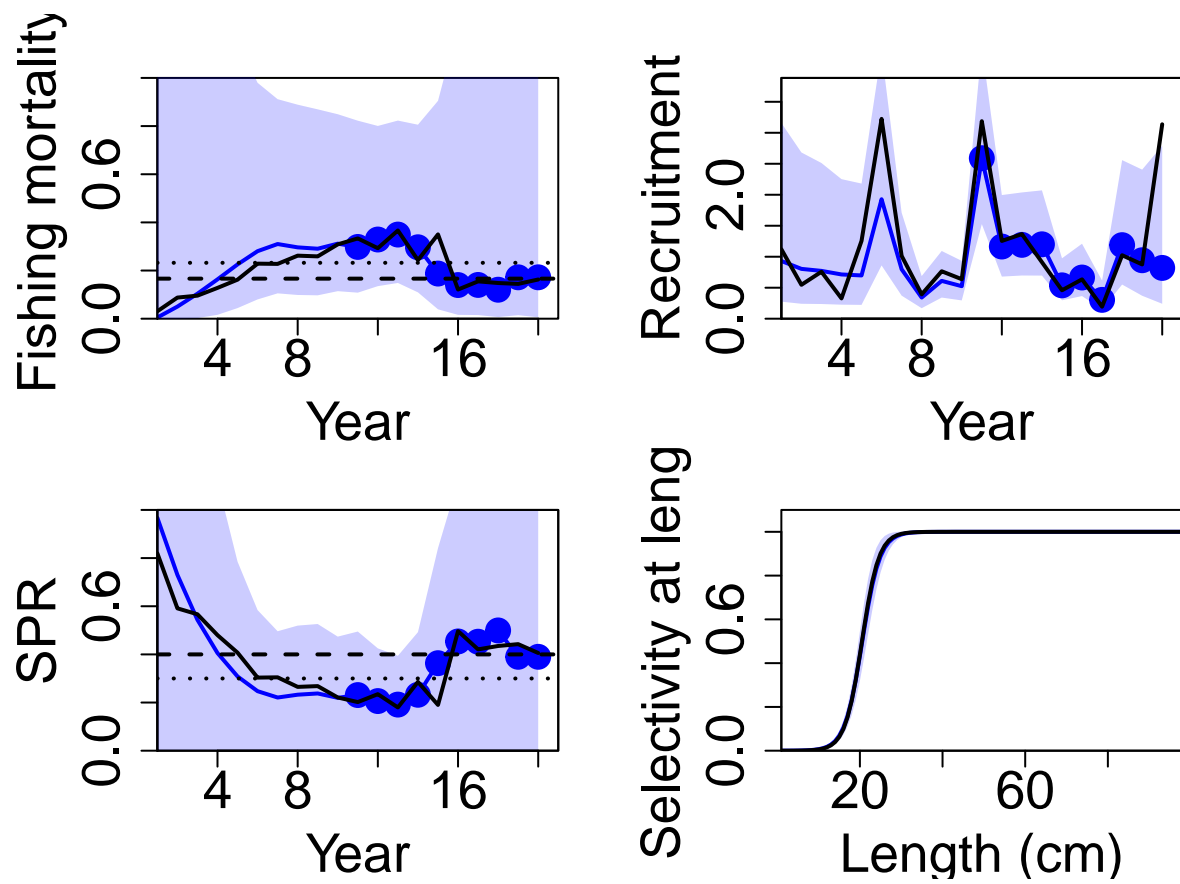 Fishing mortality
0.0 0.6
4 8 16
Year
Recruitment
0.0 2.0
4 8 16
Year
SPR
0.0 0.6
4 8 16
Year
Selectivity at leng
0.0 0.6
20 60
Length (cm)